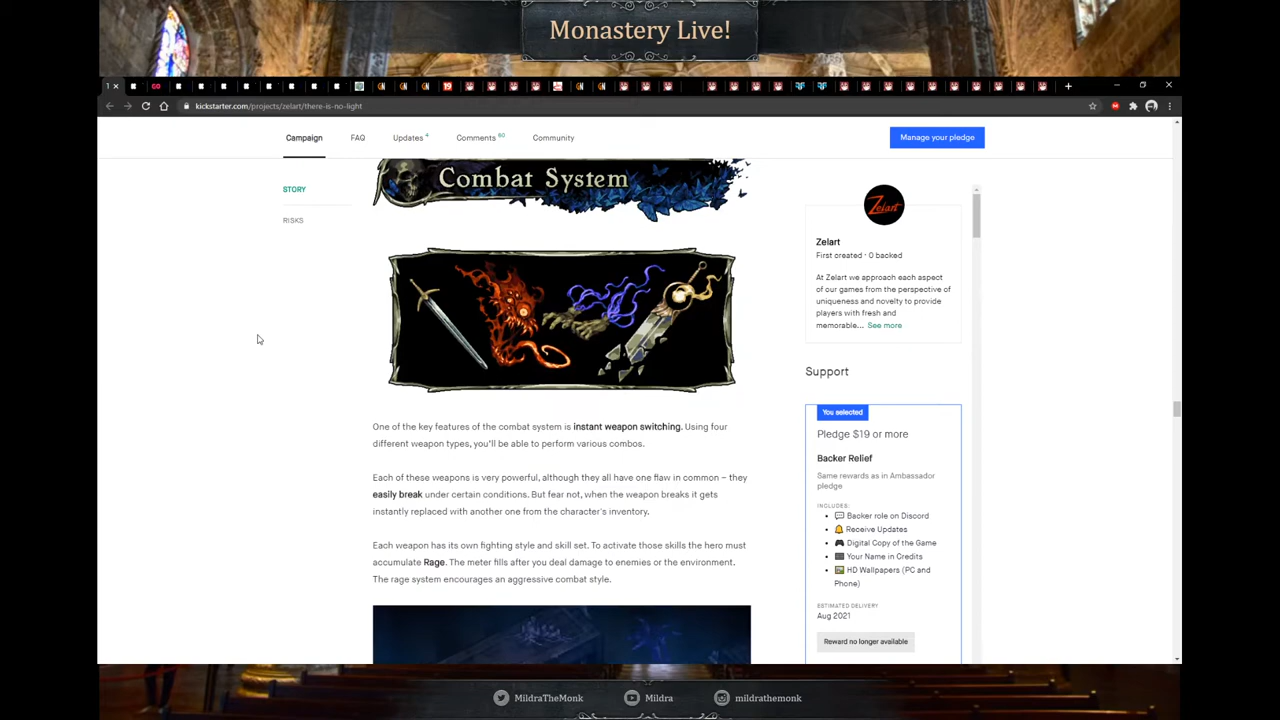 Monastery Live!
kickstarter.com/projects/zelart/there-is-no-light
Campaign FAQ Updates 4 Comments 60 Community
Manage your pledge
STORY
RISKS
Combat System
Zelart
Zelart
First created · 0 backed
At Zelart we approach each aspect
of our games from the perspective of
uniqueness and novelty to provide
players with fresh and
memorable... See more
Support
One of the key features of the combat system is instant weapon switching. Using four
different weapon types, you'll be able to perform various combos.
Each of these weapons is very powerful, although they all have one flaw in common – they
easily break under certain conditions. But fear not, when the weapon breaks it gets
instantly replaced with another one from the character's inventory.
Each weapon has its own fighting style and skill set. To activate those skills the hero must
accumulate Rage. The meter fills after you deal damage to enemies or the environment.
The rage system encourages an aggressive combat style.
You selected
Pledge $19 or more
Backer Relief
Same rewards as in Ambassador
pledge
INCLUDES:
Backer role on Discord
Receive Updates
Digital Copy of the Game
Your Name in Credits
HD Wallpapers (PC and
Phone)
ESTIMATED DELIVERY
Aug 2021
Reward no longer available
MildraTheMonk Mildra mildrathemonk